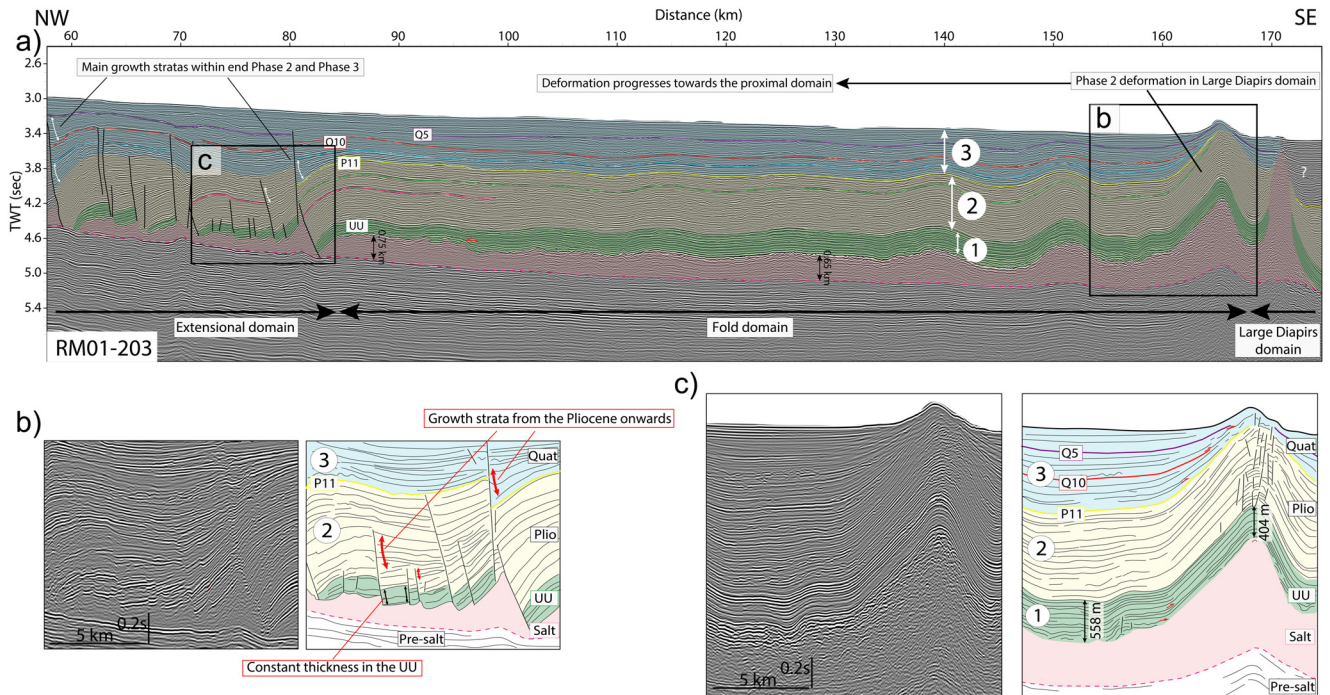 NW
Distance (km)
SE
a)
60
70
80
90
100
110
120
130
140
150
160
170
2.6
3.0
3.4
3.8
4.2
4.6
5.0
5.4
TWT (sec)
Main growth stratas within end Phase 2 and Phase 3
Deformation progresses towards the proximal domain
Phase 2 deformation in Large Diapirs domain
b
c
Q5
Q10
P11
UU
3
2
1
?
0.75 km
0.65 km
Extensional domain
Fold domain
Large Diapirs
domain
RM01-203
b)
Growth strata from the Pliocene onwards
3
P11
2
Quat
Plio
UU
Salt
Pre-salt
0.2s
5 km
Constant thickness in the UU
c)
0.2s
5 km
Q5
3
Q10
P11
2
1
Quat
Plio
UU
Salt
Pre-salt
404 m
558 m